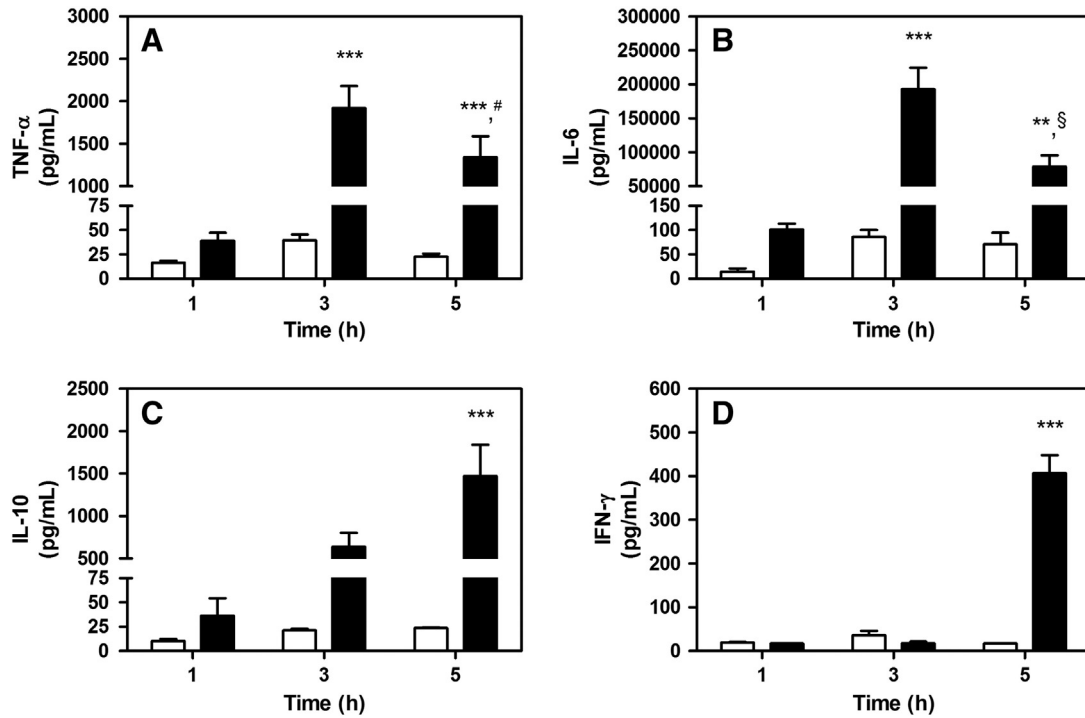 A
TNF-α
(pg/mL)
3000
2500
2000
1500
1000
75
50
25
0
***
***,#
1 3 5
Time (h)
B
IL-6
(pg/mL)
300000
250000
200000
150000
100000
50000
150
100
50
0
***
**,§
1 3 5
Time (h)
C
IL-10
(pg/mL)
2500
2000
1500
1000
500
75
50
25
0
***
1 3 5
Time (h)
D
IFN-γ
(pg/mL)
600
500
400
300
200
100
0
***
1 3 5
Time (h)